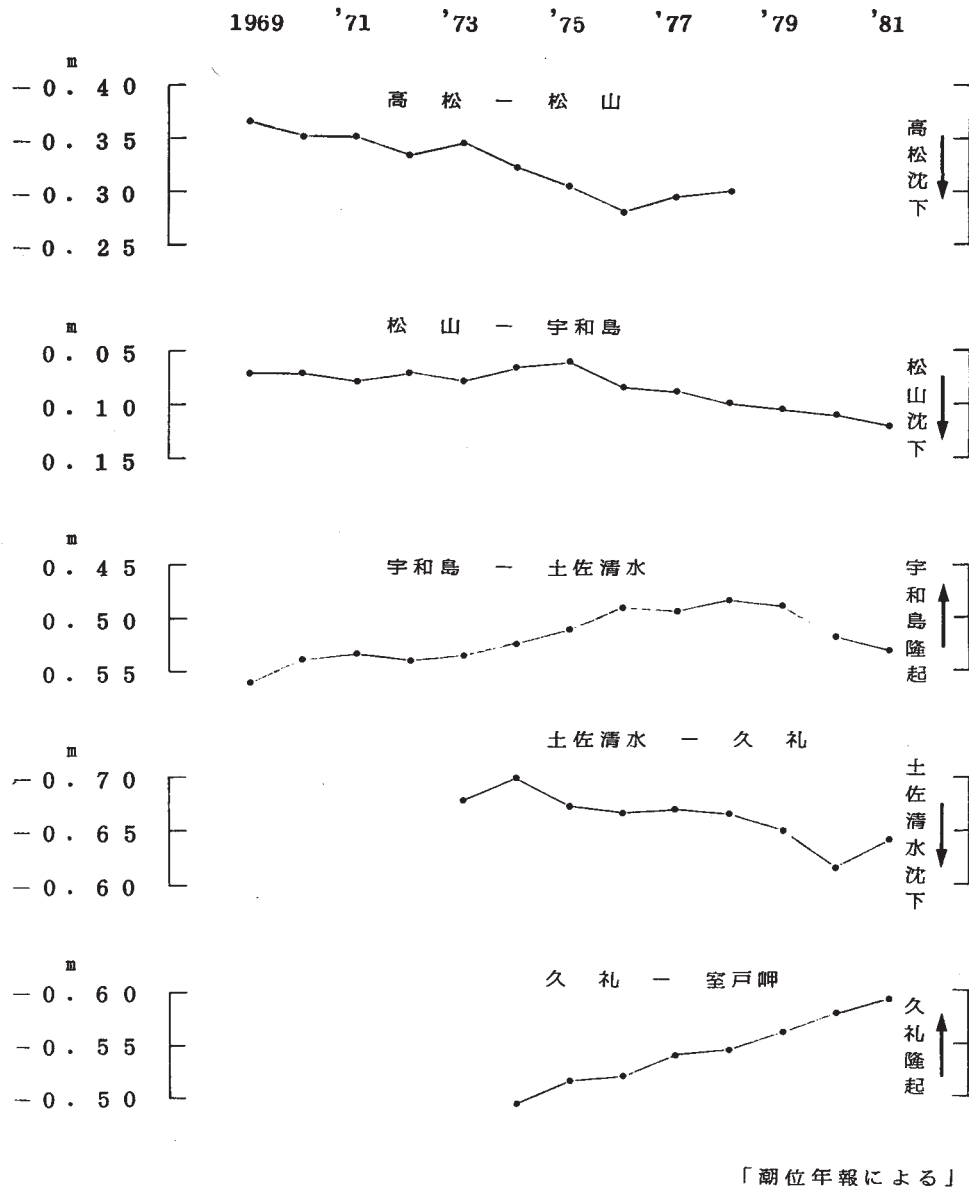 1969 '71 '73 '75 '77 '79 '81
m
-0.40
-0.35
-0.30
-0.25
高松 — 松山
高松沈下
m
0.05
0.10
0.15
松山 — 宇和島
松山沈下
m
0.45
0.50
0.55
宇和島 — 土佐清水
宇和島隆起
m
-0.70
-0.65
-0.60
土佐清水 — 久礼
土佐清水沈下
m
-0.60
-0.55
-0.50
久礼 — 室戸岬
久礼隆起
「潮位年報による」